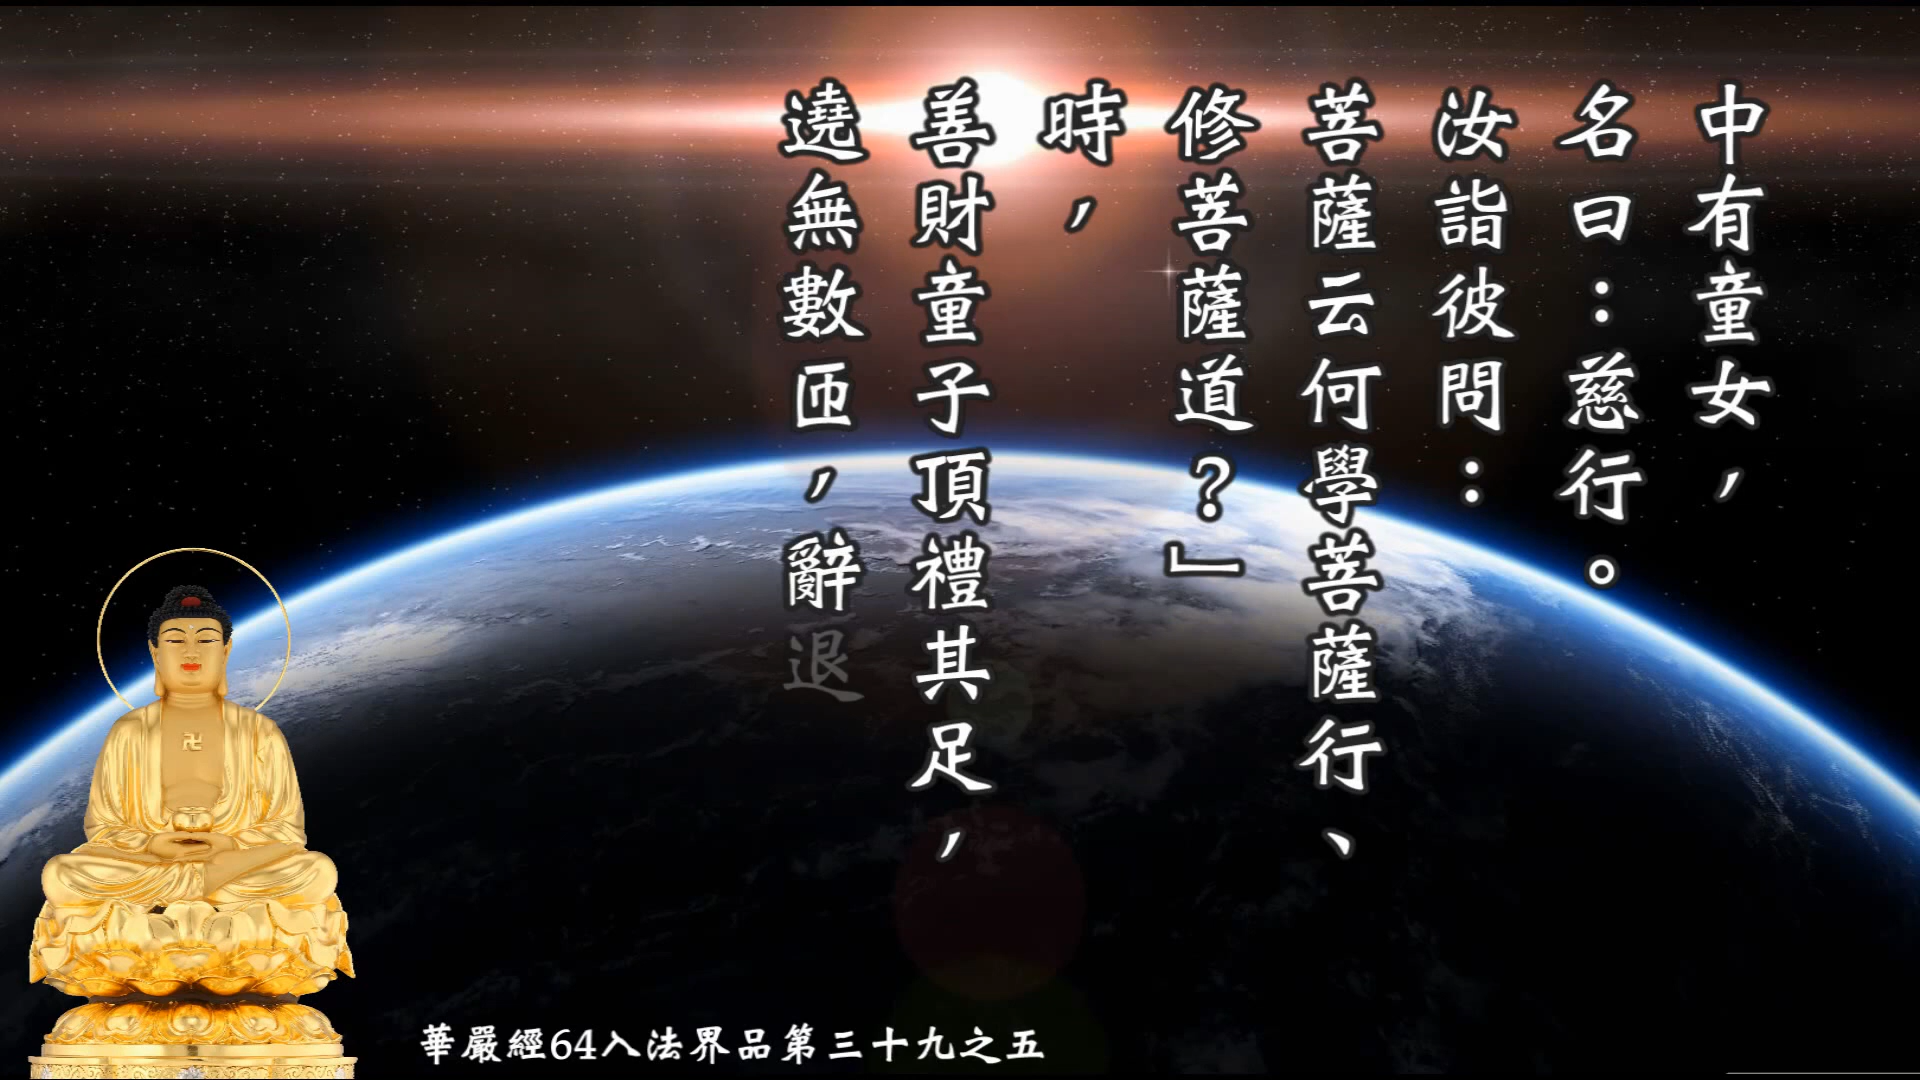 中有童女，
名曰：慈行。
汝詣彼問：
菩薩云何學菩薩行、
修菩薩道？」
時，
善財童子頂禮其足，
遶無數匝，辭退
華嚴經64入法界品第三十九之五